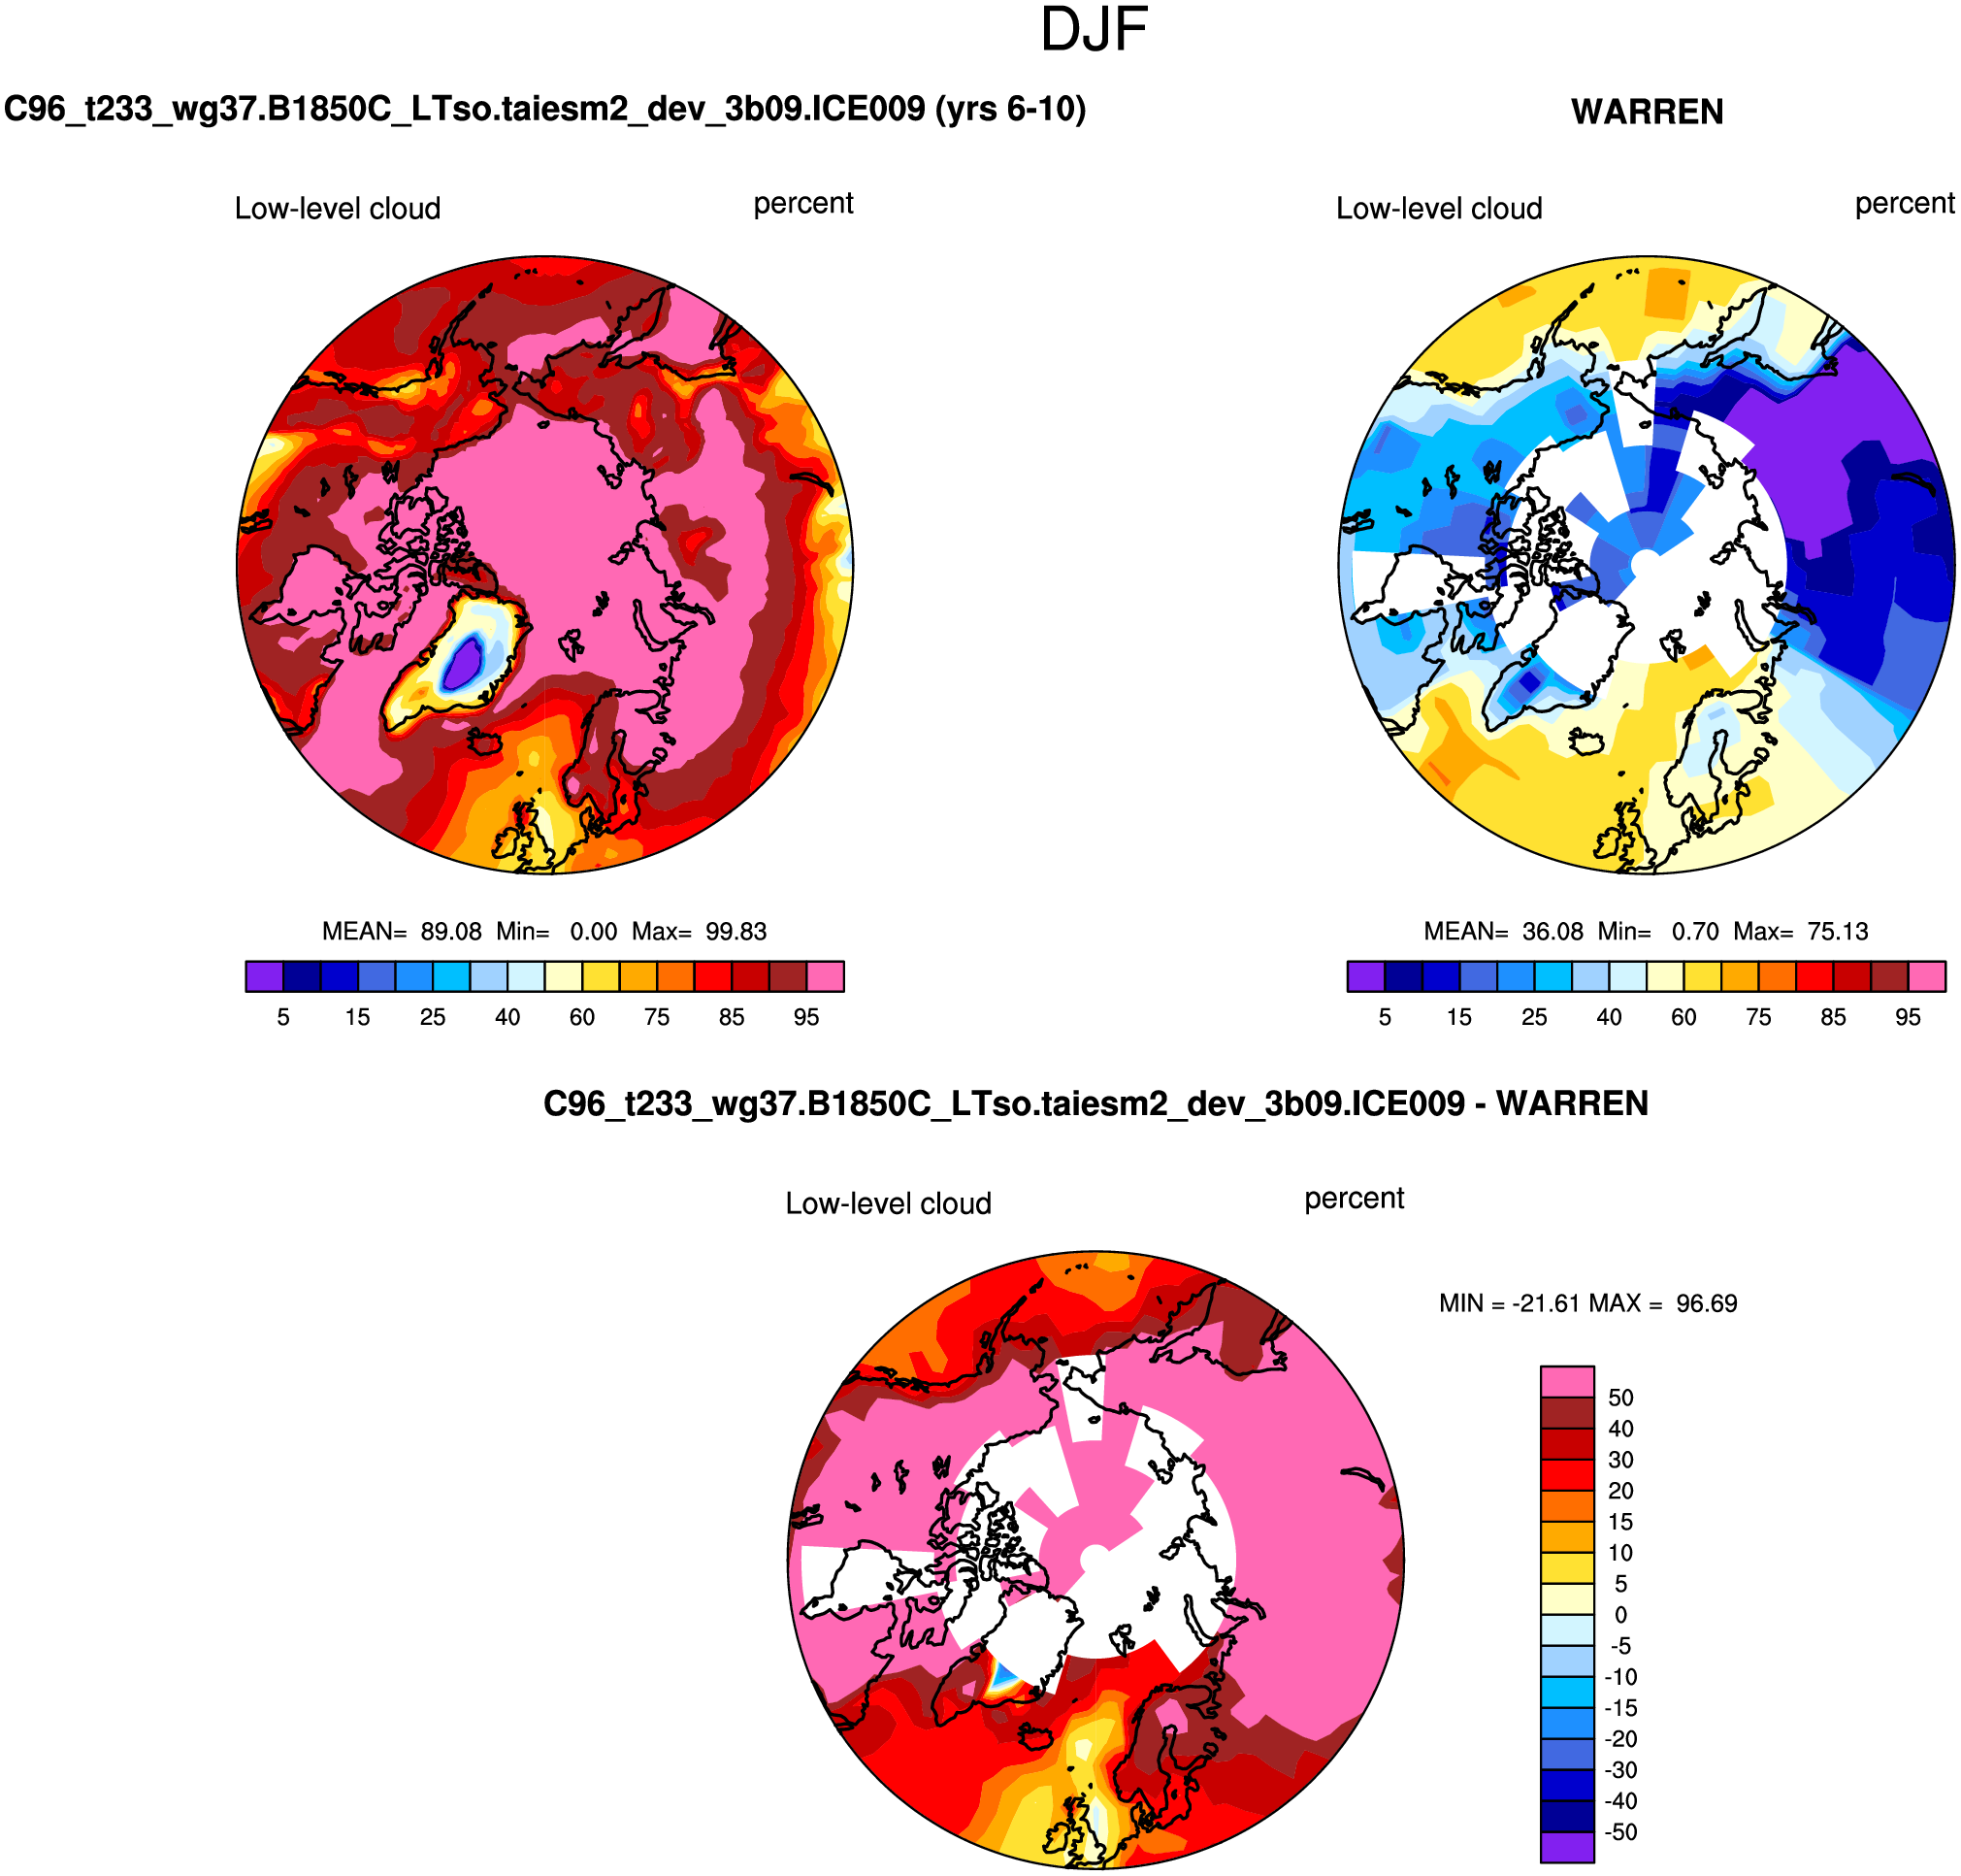 DJF
C96_t233_wg37.B1850C_LTso.taiesm2_dev_3b09.ICE009 (yrs 6-10)
WARREN
Low-level cloud percent
Low-level cloud percent
MEAN= 89.08 Min= 0.00 Max= 99.83
MEAN= 36.08 Min= 0.70 Max= 75.13
5 15 25 40 60 75 85 95
5 15 25 40 60 75 85 95
C96_t233_wg37.B1850C_LTso.taiesm2_dev_3b09.ICE009 - WARREN
Low-level cloud percent
MIN = -21.61 MAX = 96.69
50
40
30
20
15
10
5
0
-5
-10
-15
-20
-30
-40
-50